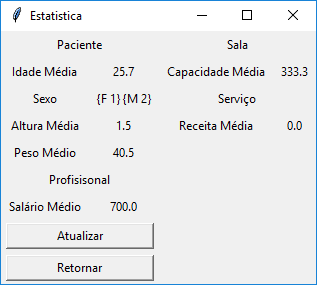 Estatistica
Paciente Sala
Idade Média 25.7 Capacidade Média 333.3
Sexo {F 1} {M 2} Serviço
Altura Média 1.5 Receita Média 0.0
Peso Médio 40.5
Profisisonal
Salário Médio 700.0
Atualizar
Retornar